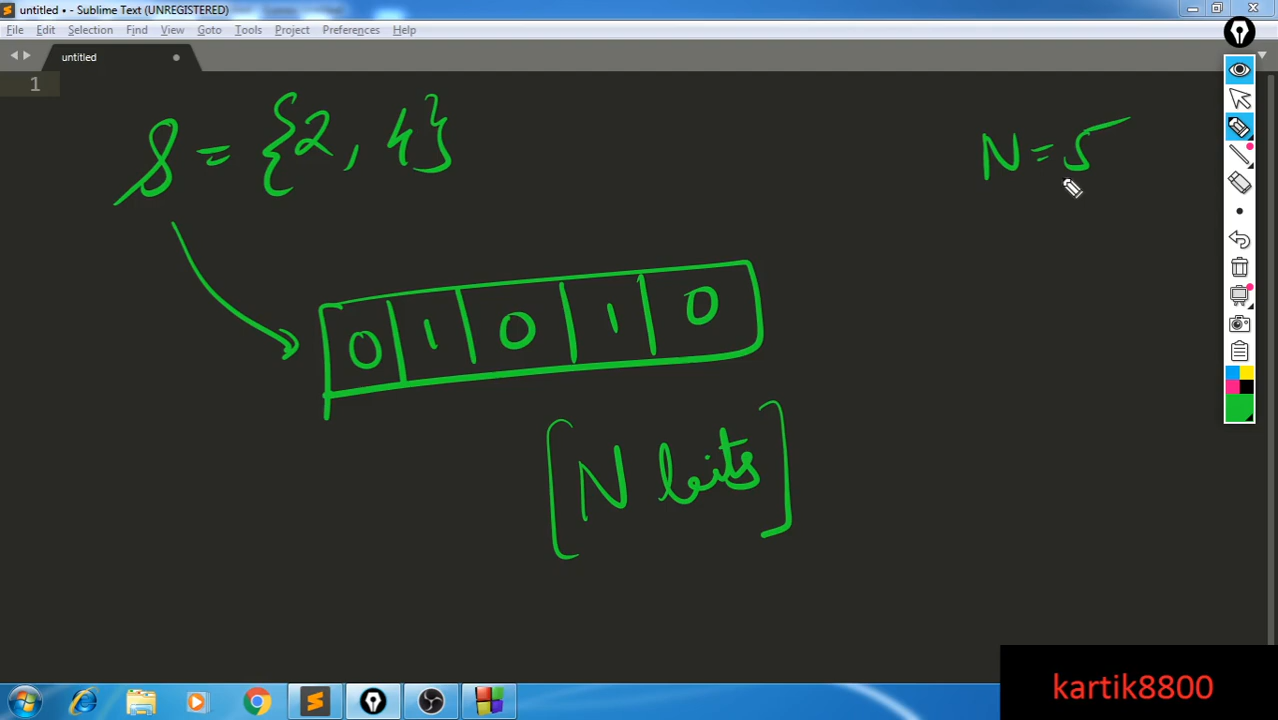 untitled • - Sublime Text (UNREGISTERED)
File Edit Selection Find View Goto Tools Project Preferences Help
untitled
1
S = {2, 4}
N = 5
0 1 0 1 0
[N bits]
kartik8800